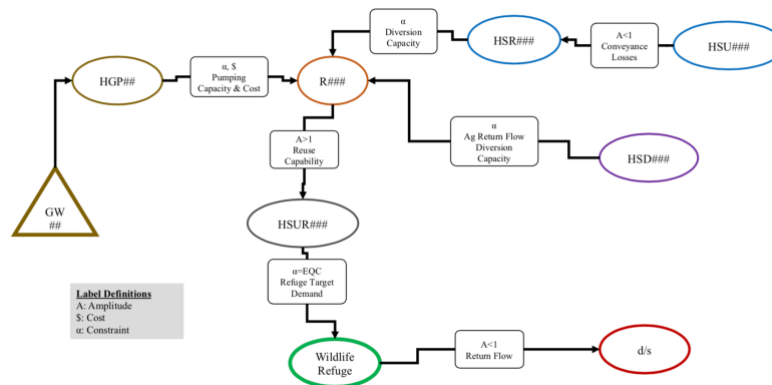 α
Diversion
Capacity
HSR###
A<1
Conveyance
Losses
HSU###
HGP##
α, $
Pumping
Capacity & Cost
R###
α
Ag Return Flow
Diversion
Capacity
HSD###
A>1
Reuse
Capability
GW
##
HSUR###
α=EQC
Refuge Target
Demand
Label Definitions
A: Amplitude
$: Cost
α: Constraint
Wildlife
Refuge
A<1
Return Flow
d/s